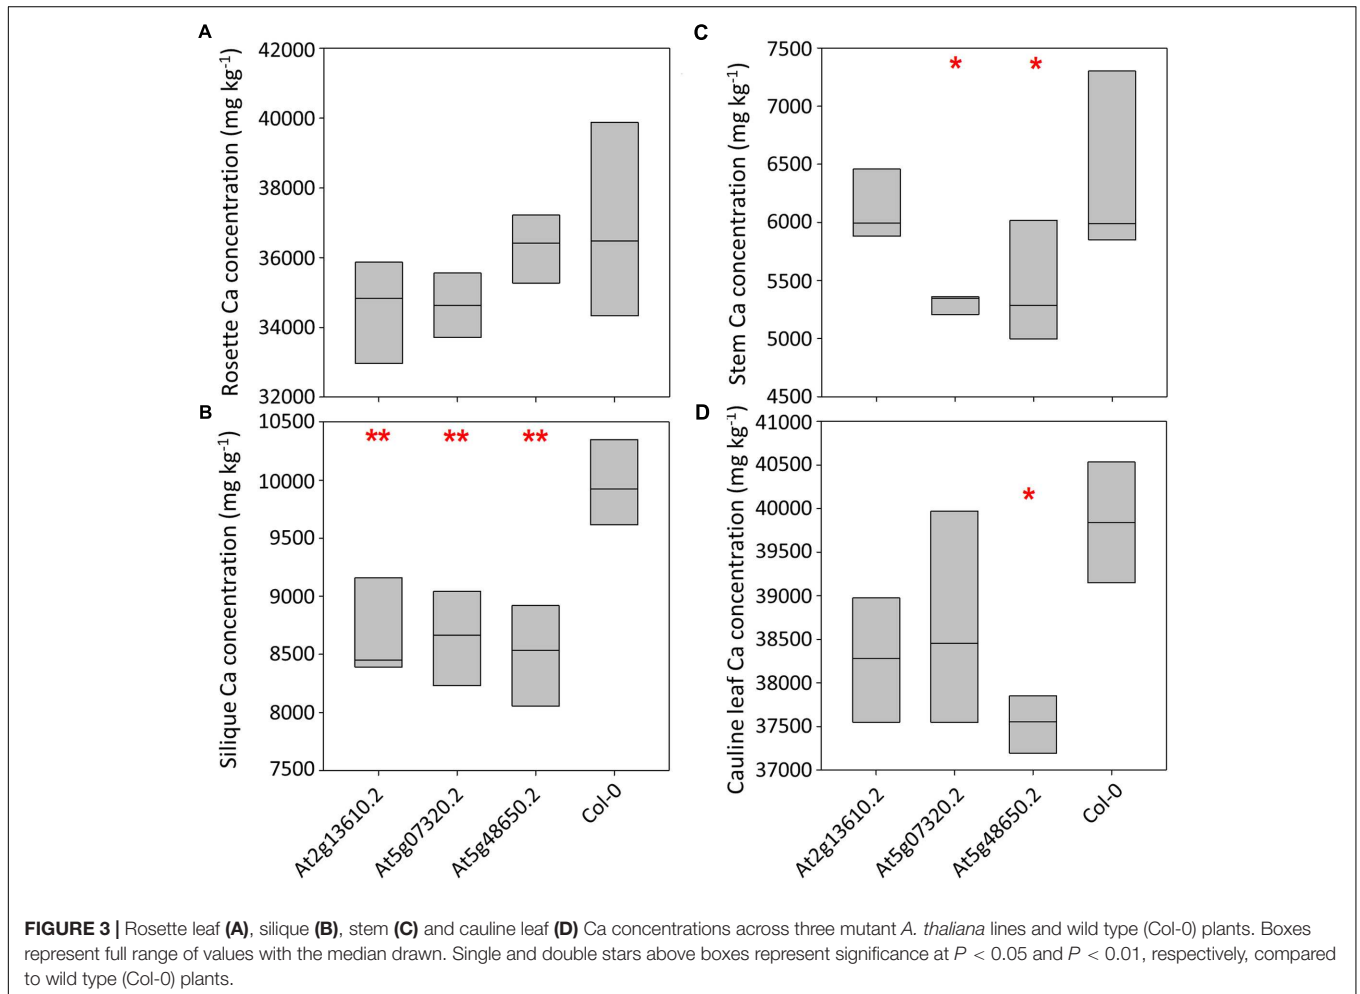 A
Rosette Ca concentration (mg kg-1)
42000
40000
38000
36000
34000
32000
B
Silique Ca concentration (mg kg-1)
10500
** ** **
10000
9500
9000
8500
8000
7500
At2g13610.2
At5g07320.2
At5g48650.2
Col-0
C
Stem Ca concentration (mg kg-1)
7500
* *
7000
6500
6000
5500
5000
4500
D
Cauline leaf Ca concentration (mg kg-1)
41000
40500
*
40000
39500
39000
38500
38000
37500
37000
At2g13610.2
At5g07320.2
At5g48650.2
Col-0
FIGURE 3 | Rosette leaf (A), silique (B), stem (C) and cauline leaf (D) Ca concentrations across three mutant A. thaliana lines and wild type (Col-0) plants. Boxes
represent full range of values with the median drawn. Single and double stars above boxes represent significance at P < 0.05 and P < 0.01, respectively, compared
to wild type (Col-0) plants.